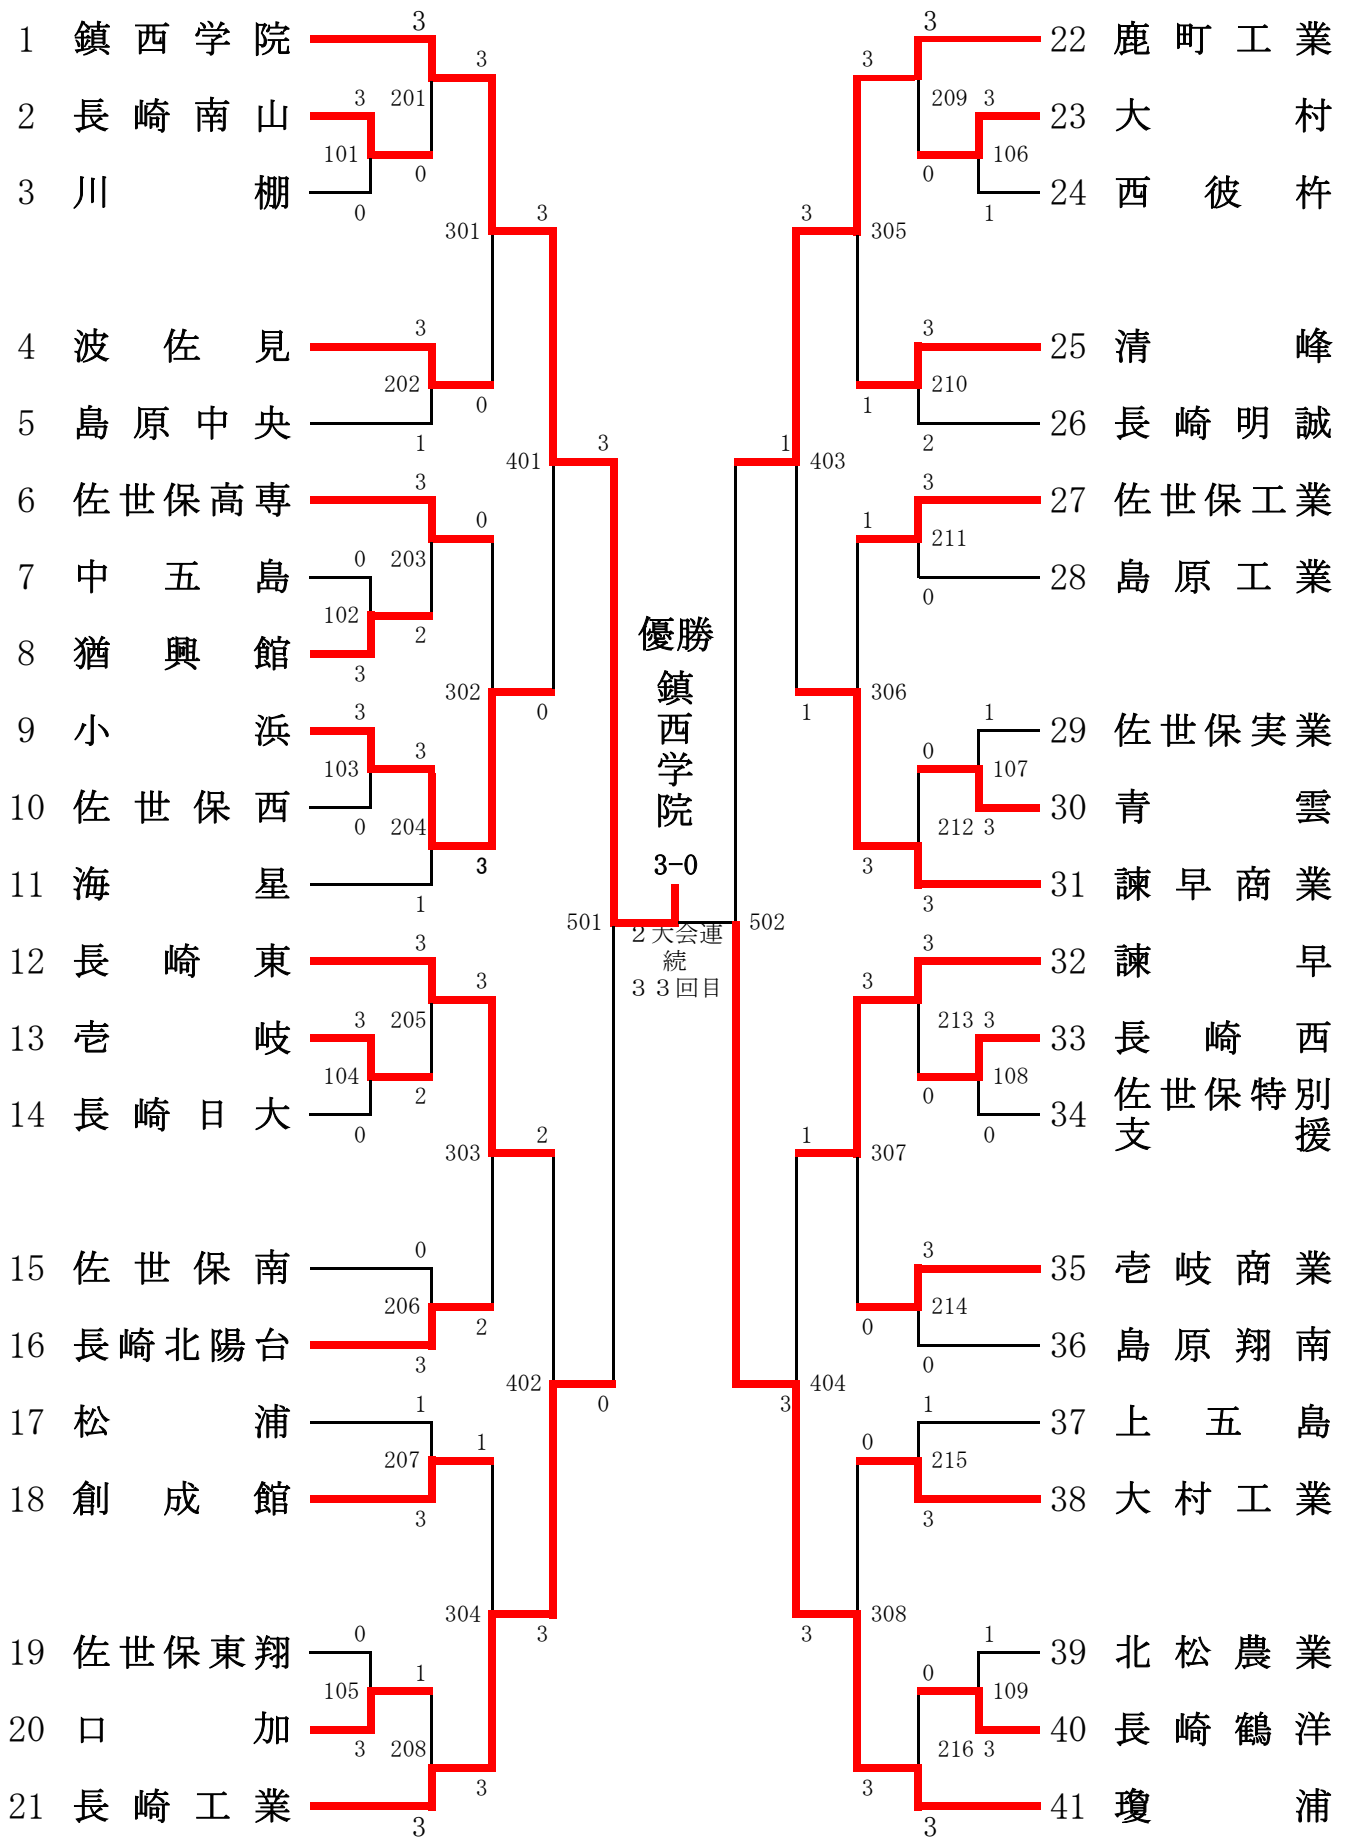 1 鎮西学院
2 長崎南山
3 川棚
4 波佐見
5 島原中央
6 佐世保高専
7 中五島
8 猶興館
9 小浜
10 佐世保西
11 海星
12 長崎東
13 壱岐
14 長崎日大
15 佐世保南
16 長崎北陽台
17 松浦
18 創成館
19 佐世保東翔
20 口加
21 長崎工業
3
3
3 201
101
0
0
3
301
3
202
0
1
3
401
3
3
0
0 203
102
2
3
302
0
3
3
103
0 204
3
1
501
3
3
3 205
104
2
0
2
303
0
206
2
3
402
0
1
1
207
3
304
3
0
1
105
3 208
3
3
優勝
鎮
西
学
院
3-0
2大会連
続
33回目
3
3
209 3
106
0
1
3
305
3
210
1
2
1
403
3
1
211
0
306
1
1
0
107
212 3
3
3
502
3
3
213 3
108
0
0
1
307
3
214
0
0
404
3
1
0
215
3
308
3
1
0
109
216 3
3
3
22 鹿町工業
23 大村
24 西彼杵
25 清峰
26 長崎明誠
27 佐世保工業
28 島原工業
29 佐世保実業
30 青雲
31 諫早商業
32 諫早
33 長崎西
34 佐世保特別
支援
35 壱岐商業
36 島原翔南
37 上五島
38 大村工業
39 北松農業
40 長崎鶴洋
41 瓊浦